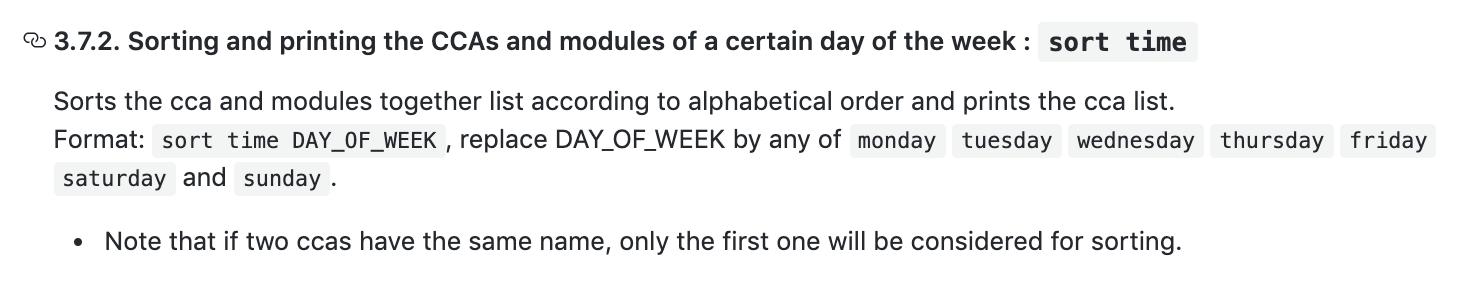 3.7.2. Sorting and printing the CCAs and modules of a certain day of the week : sort time
Sorts the cca and modules together list according to alphabetical order and prints the cca list.
Format: sort time DAY_OF_WEEK, replace DAY_OF_WEEK by any of monday tuesday wednesday thursday friday
saturday and sunday.
• Note that if two ccas have the same name, only the first one will be considered for sorting.